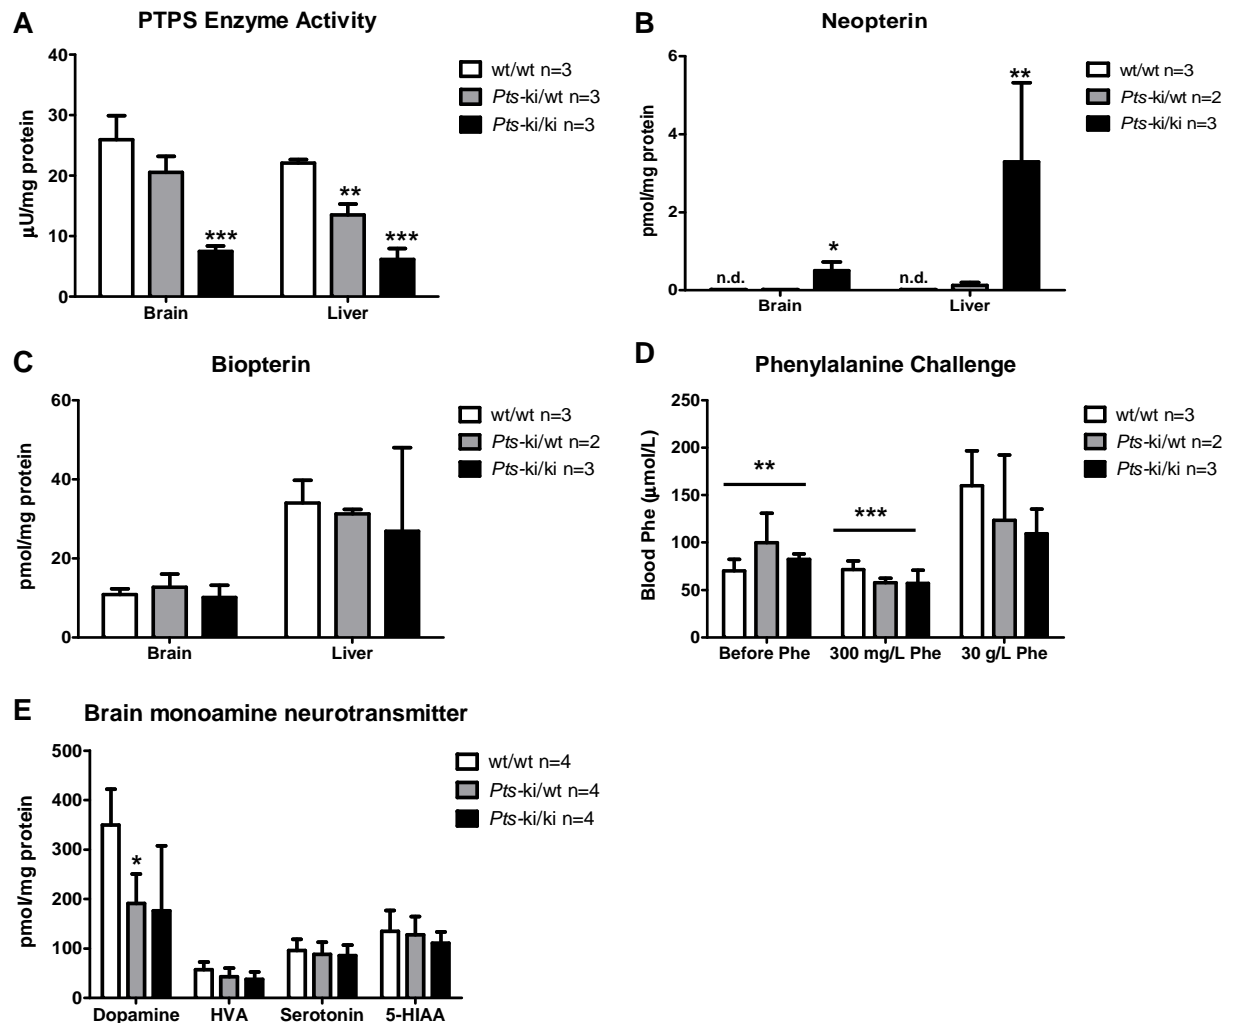 A
PTPS Enzyme Activity
μU/mg protein
40
30
20
10
0
**
***
***
Brain
Liver
wt/wt n=3
Pts-ki/wt n=3
Pts-ki/ki n=3
B
Neopterin
pmol/mg protein
6
4
2
0
n.d.
*
n.d.
**
Brain
Liver
wt/wt n=3
Pts-ki/wt n=2
Pts-ki/ki n=3
C
Biopterin
pmol/mg protein
60
40
20
0
Brain
Liver
wt/wt n=3
Pts-ki/wt n=2
Pts-ki/ki n=3
D
Phenylalanine Challenge
Blood Phe (μmol/L)
250
200
150
100
50
0
**
***
Before Phe
300 mg/L Phe
30 g/L Phe
wt/wt n=3
Pts-ki/wt n=2
Pts-ki/ki n=3
E
Brain monoamine neurotransmitter
pmol/mg protein
500
400
300
200
100
0
*
Dopamine
HVA
Serotonin
5-HIAA
wt/wt n=4
Pts-ki/wt n=4
Pts-ki/ki n=4